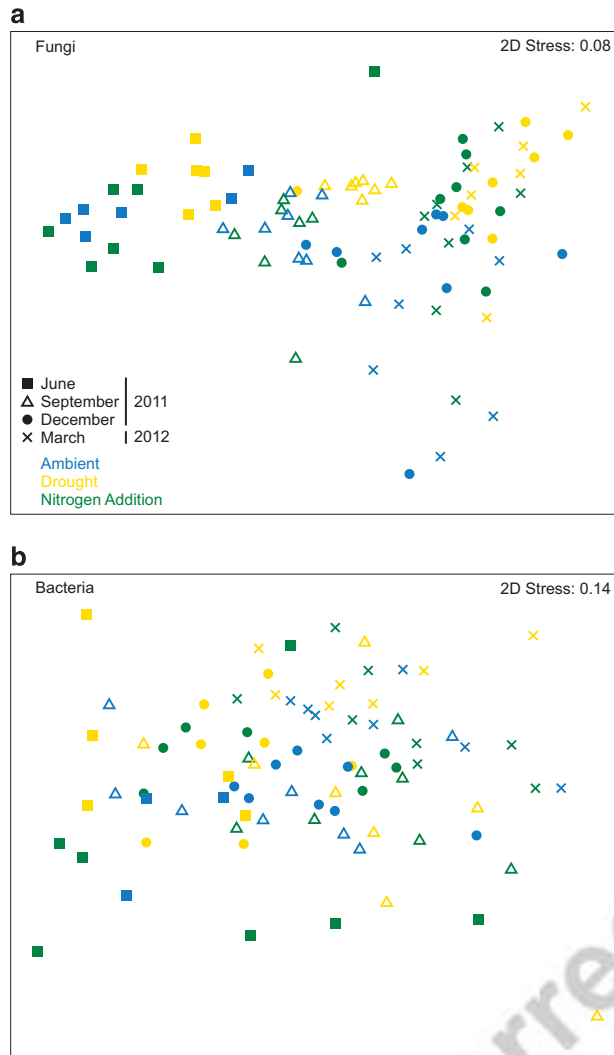 a
Fungi
2D Stress: 0.08
June
September
2011
December
March
2012
Ambient
Drought
Nitrogen Addition
b
Bacteria
2D Stress: 0.14